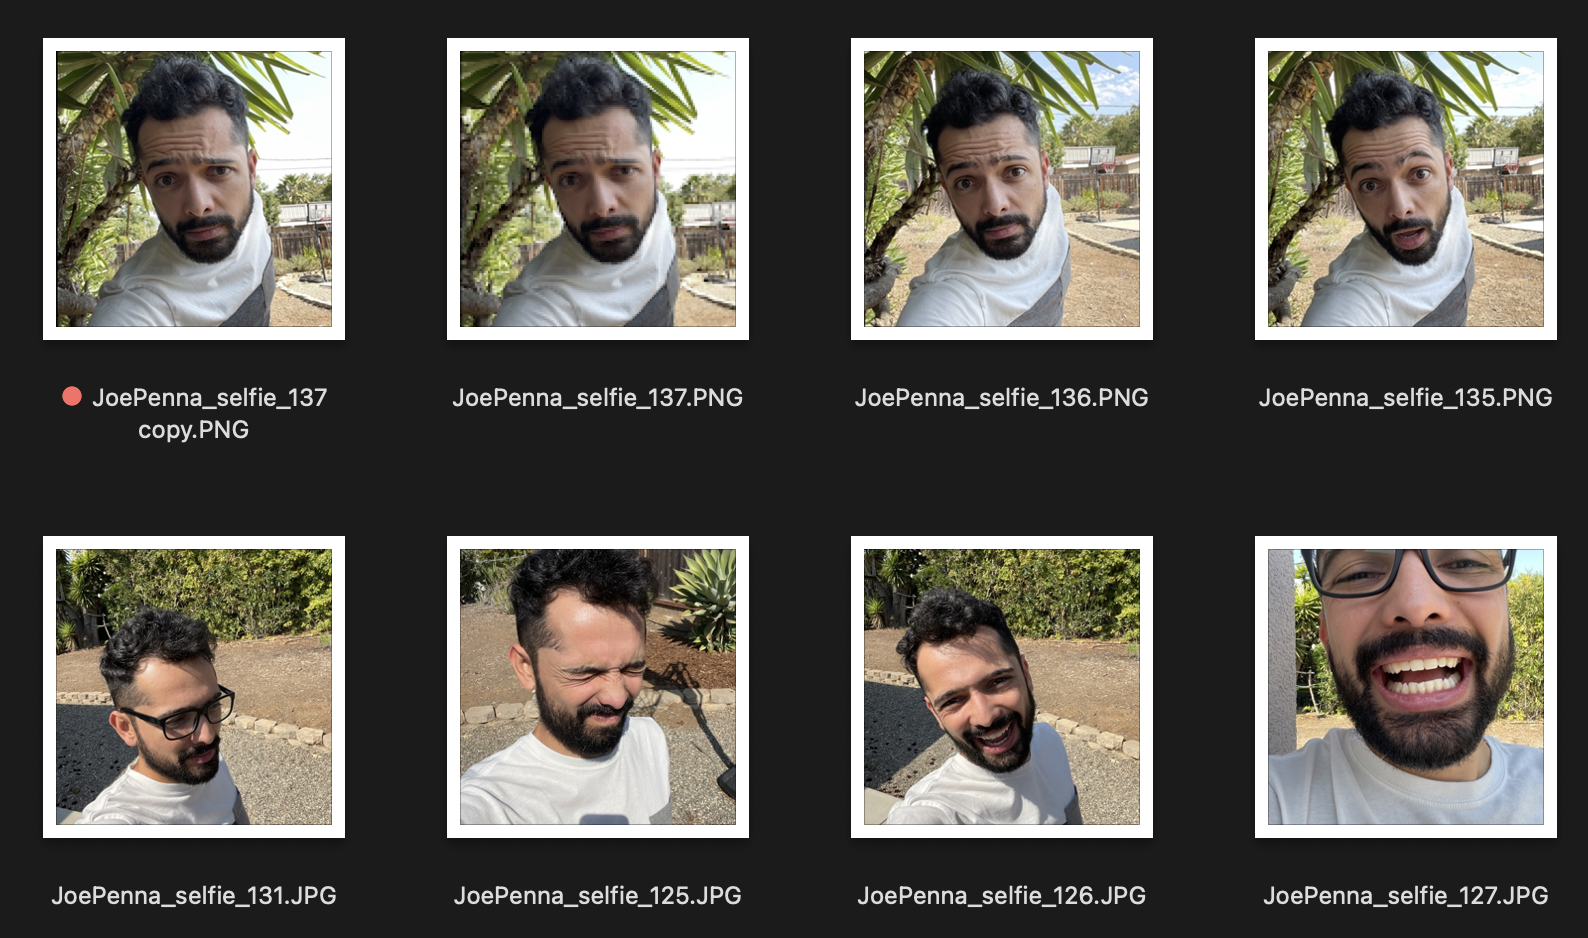 JoePenna_selfie_137
copy.PNG
JoePenna_selfie_137.PNG
JoePenna_selfie_136.PNG
JoePenna_selfie_135.PNG
JoePenna_selfie_131.JPG
JoePenna_selfie_125.JPG
JoePenna_selfie_126.JPG
JoePenna_selfie_127.JPG